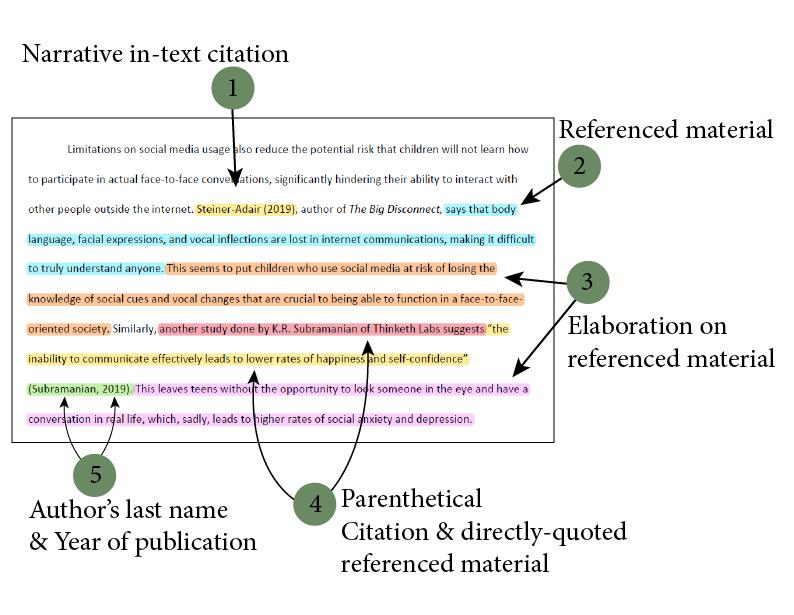 Narrative in-text citation
1
Limitations on social media usage also reduce the potential risk that children will not learn how
to participate in actual face-to-face conversations, significantly hindering their ability to interact with
other people outside the internet. Steiner-Adair (2019), author of The Big Disconnect, says that body
language, facial expressions, and vocal inflections are lost in internet communications, making it difficult
to truly understand anyone. This seems to put children who use social media at risk of losing the
knowledge of social cues and vocal changes that are crucial to being able to function in a face-to-face-
oriented society. Similarly, another study done by K.R. Subramanian of Thinketh Labs suggests “the
inability to communicate effectively leads to lower rates of happiness and self-confidence”
(Subramanian, 2019). This leaves teens without the opportunity to look someone in the eye and have a
conversation in real life, which, sadly, leads to higher rates of social anxiety and depression.
Referenced material
2
3
Elaboration on
referenced material
5
Author’s last name
& Year of publication
4
Parenthetical
Citation & directly-quoted
referenced material